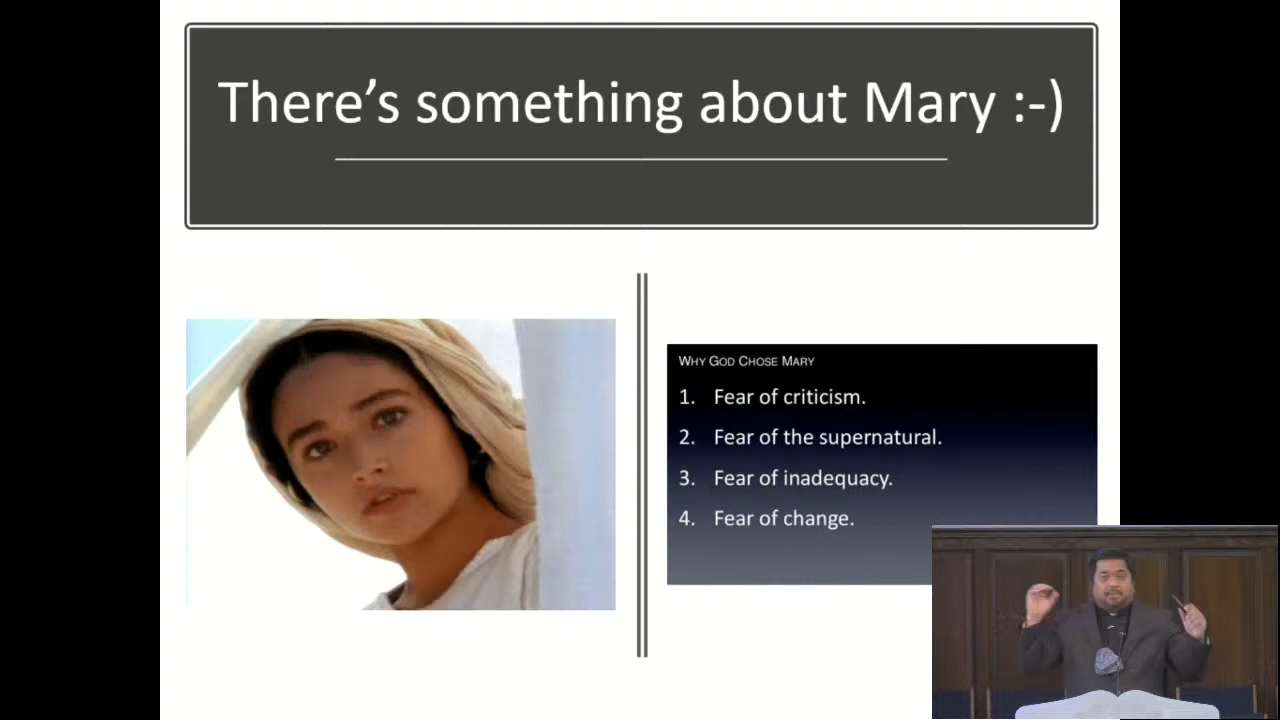 There’s something about Mary :-)
WHY GOD CHOSE MARY
1. Fear of criticism.
2. Fear of the supernatural.
3. Fear of inadequacy.
4. Fear of change.